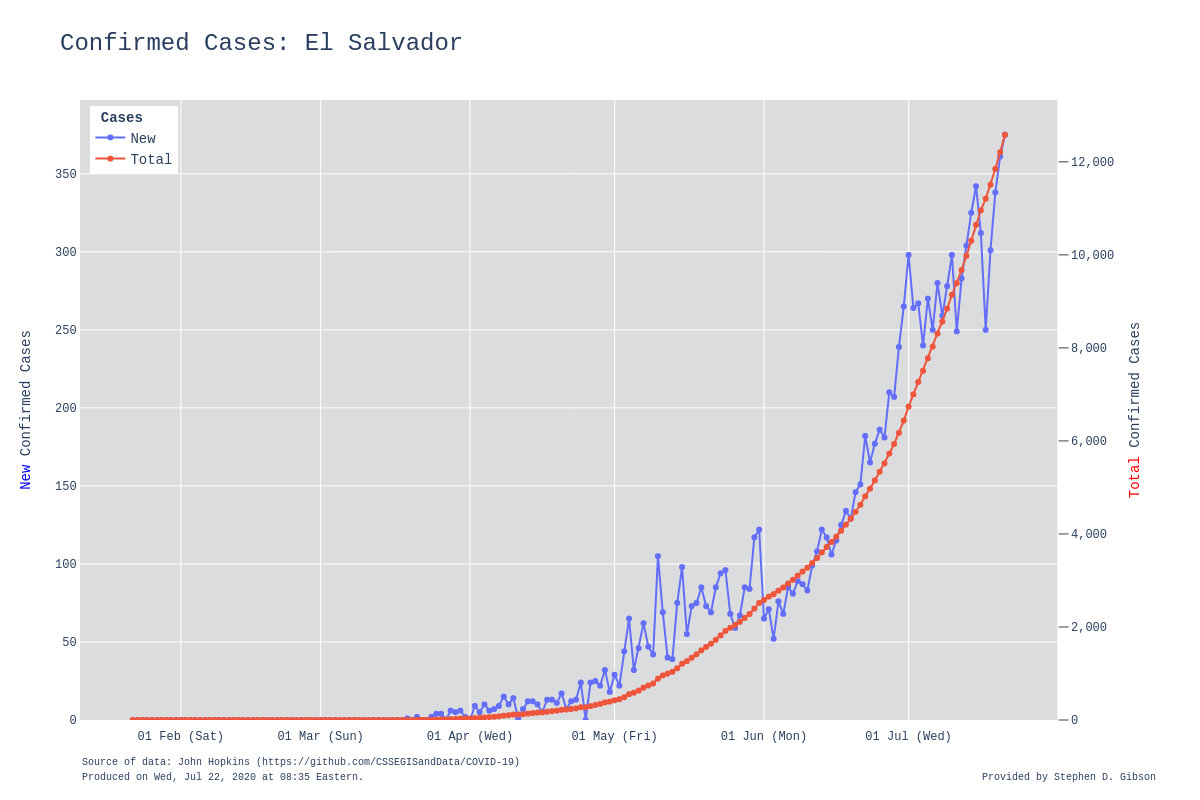 Confirmed Cases: El Salvador
Cases
New
Total
350
300
250
200
150
100
50
0
12,000
10,000
8,000
6,000
4,000
2,000
0
New Confirmed Cases
Total Confirmed Cases
01 Feb (Sat) 01 Mar (Sun) 01 Apr (Wed) 01 May (Fri) 01 Jun (Mon) 01 Jul (Wed)
Source of data: John Hopkins (https://github.com/CSSEGISandData/COVID-19)
Produced on Wed, Jul 22, 2020 at 08:35 Eastern.
Provided by Stephen D. Gibson